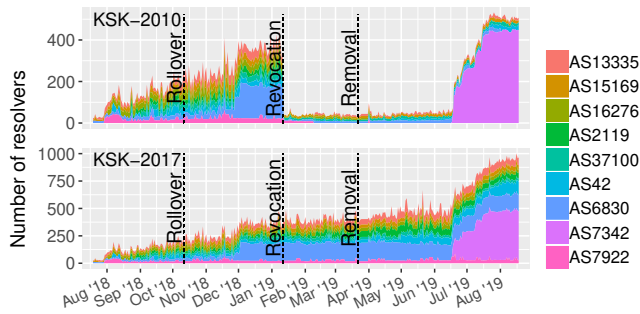 KSK−2010
Rollover
Revocation
Removal
400
200
0
KSK−2017
Rollover
Revocation
Removal
1000
750
500
250
0
Number of resolvers
Aug '18
Sep '18
Oct '18
Nov '18
Dec '18
Jan '19
Feb '19
Mar '19
Apr '19
May '19
Jun '19
Jul '19
Aug '19
AS13335
AS15169
AS16276
AS2119
AS37100
AS42
AS6830
AS7342
AS7922